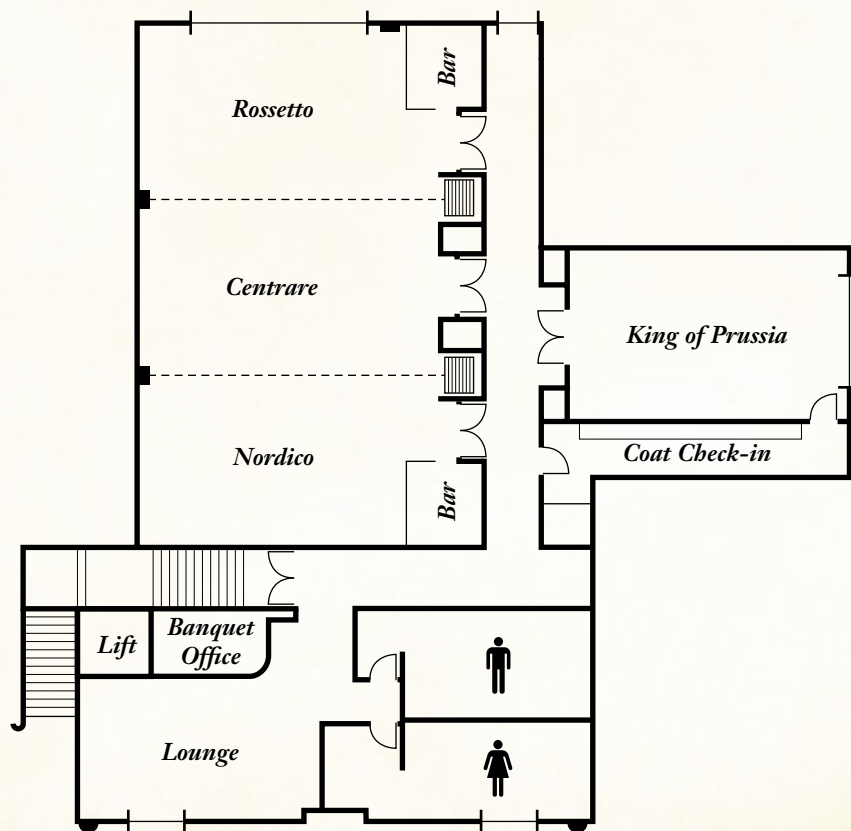 Bar
Rossetto
Centrare
King of Prussia
Nordico
Coat Check-in
Bar
Lift
Banquet
Office
Lounge